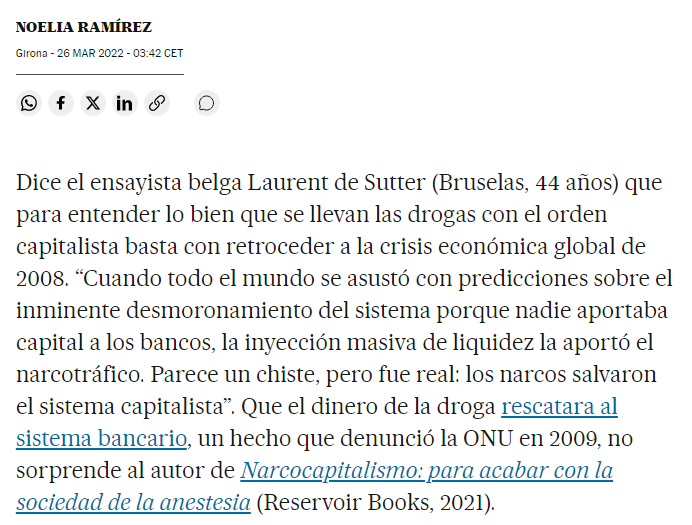 NOELIA RAMÍREZ
Girona - 26 MAR 2022 - 03:42 CET
Dice el ensayista belga Laurent de Sutter (Bruselas, 44 años) que
para entender lo bien que se llevan las drogas con el orden
capitalista basta con retroceder a la crisis económica global de
2008. “Cuando todo el mundo se asustó con predicciones sobre el
inminente desmoronamiento del sistema porque nadie aportaba
capital a los bancos, la inyección masiva de liquidez la aportó el
narcotráfico. Parece un chiste, pero fue real: los narcos salvaron
el sistema capitalista”. Que el dinero de la droga rescatara al
sistema bancario, un hecho que denunció la ONU en 2009, no
sorprende al autor de Narcocapitalismo: para acabar con la
sociedad de la anestesia (Reservoir Books, 2021).